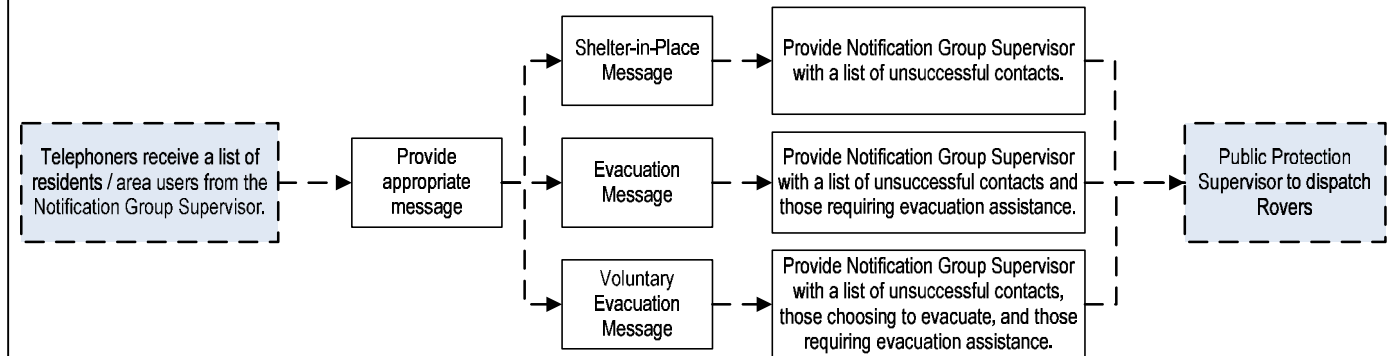 Telephoners receive a list of
residents / area users from the
Notification Group Supervisor.
Provide
appropriate
message
Shelter-in-Place
Message
Provide Notification Group Supervisor
with a list of unsuccessful contacts.
Evacuation
Message
Provide Notification Group Supervisor
with a list of unsuccessful contacts and
those requiring evacuation assistance.
Voluntary
Evacuation
Message
Provide Notification Group Supervisor
with a list of unsuccessful contacts,
those choosing to evacuate, and those
requiring evacuation assistance.
Public Protection
Supervisor to dispatch
Rovers